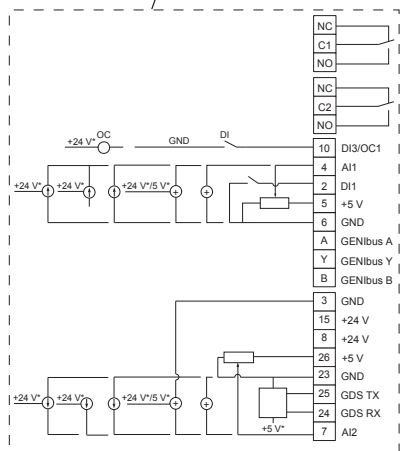 NC
C1
NO
NC
C2
NO
+24 V* OC GND DI 10 DI3/OC1
4 AI1
+24 V* +24 V* +24 V*/5 V* 2 DI1
5 +5 V
6 GND
A GENIbus A
Y GENIbus Y
B GENIbus B
3 GND
15 +24 V
8 +24 V
26 +5 V
23 GND
25 GDS TX
+24 V* +24 V* +24 V*/5 V* 24 GDS RX
+5 V* 7 AI2